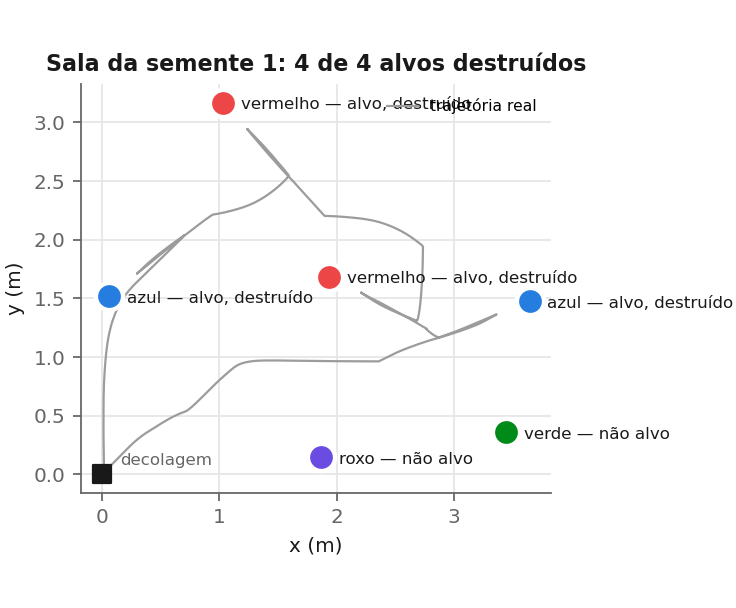 Sala da semente 1: 4 de 4 alvos destruídos
vermelho — alvo, destruído
trajetória real
3.0
2.5
2.0
vermelho — alvo, destruído
azul — alvo, destruído
azul — alvo, destruído
1.5
1.0
0.5
verde — não alvo
decolagem
roxo — não alvo
0.0
0
1
2
3
x (m)
y (m)